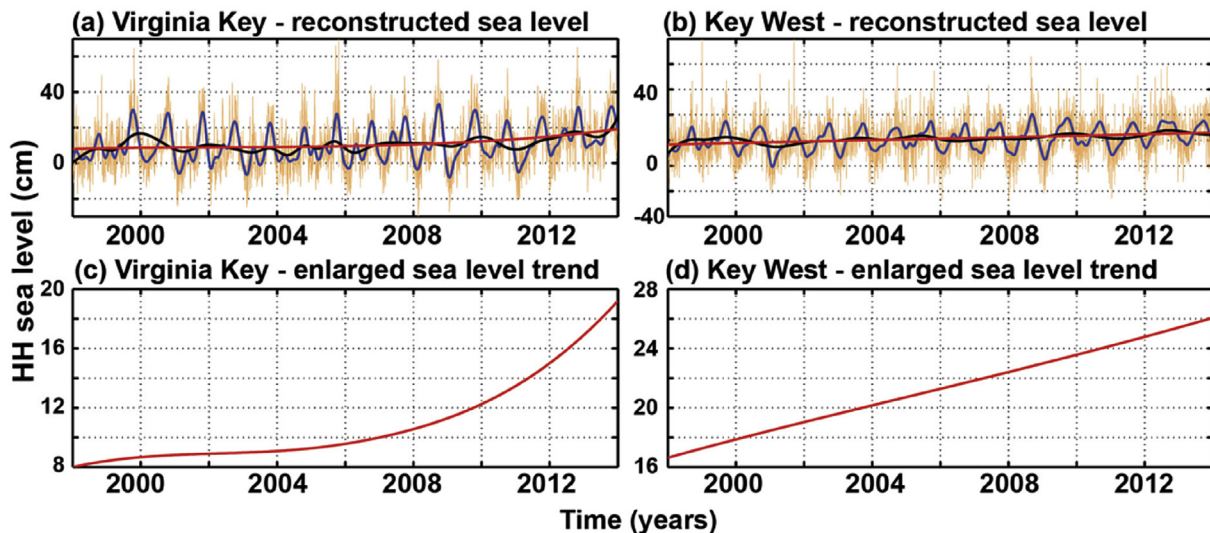 (a) Virginia Key - reconstructed sea level
(b) Key West - reconstructed sea level
40
0
2000 2004 2008 2012
40
0
-40
2000 2004 2008 2012
HH sea level (cm)
(c) Virginia Key - enlarged sea level trend
(d) Key West - enlarged sea level trend
20
16
12
8
2000 2004 2008 2012
28
24
20
16
2000 2004 2008 2012
Time (years)